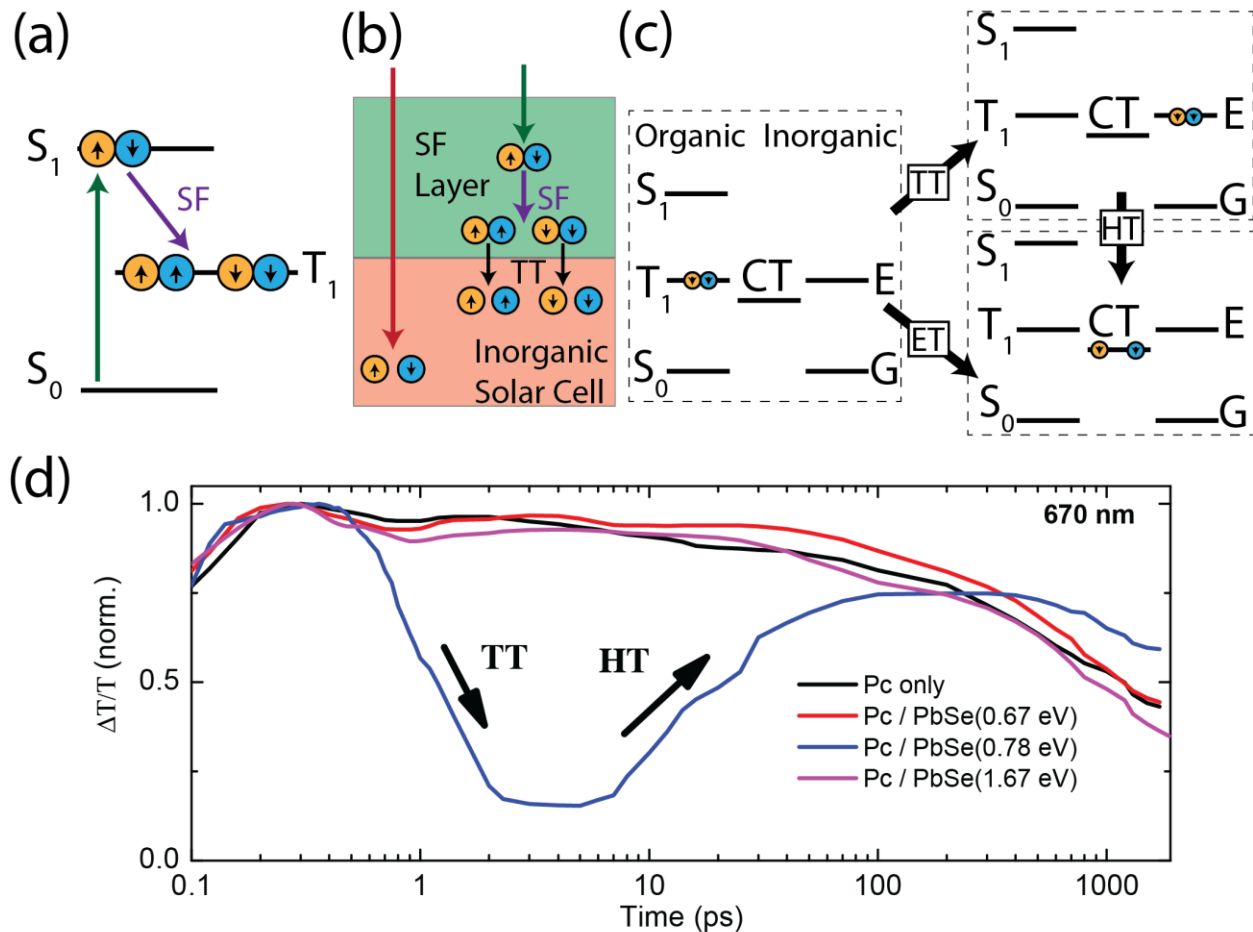 (a)
S1
SF
T1
S0
(b)
SF
Layer
SF
TT
Inorganic
Solar Cell
(c)
Organic Inorganic
S1
T1 CT E
S0 G
TT
ET
S1
T1 CT E
S0 G
HT
S1
T1 CT E
S0 G
(d)
670 nm
1.0
0.5
0.0
ΔT/T (norm.)
TT
HT
Pc only
Pc / PbSe(0.67 eV)
Pc / PbSe(0.78 eV)
Pc / PbSe(1.67 eV)
0.1 1 10 100 1000
Time (ps)